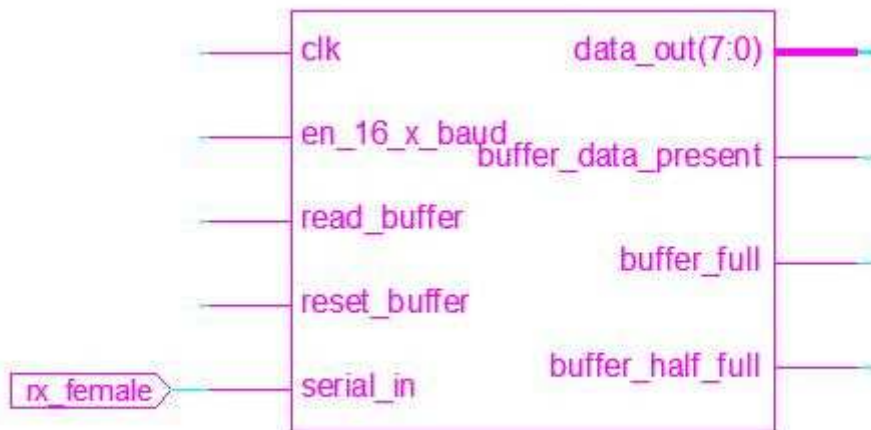 clk
data_out(7:0)
en_16_x_baud
buffer_data_present
read_buffer
buffer_full
reset_buffer
buffer_half_full
rx_female
serial_in